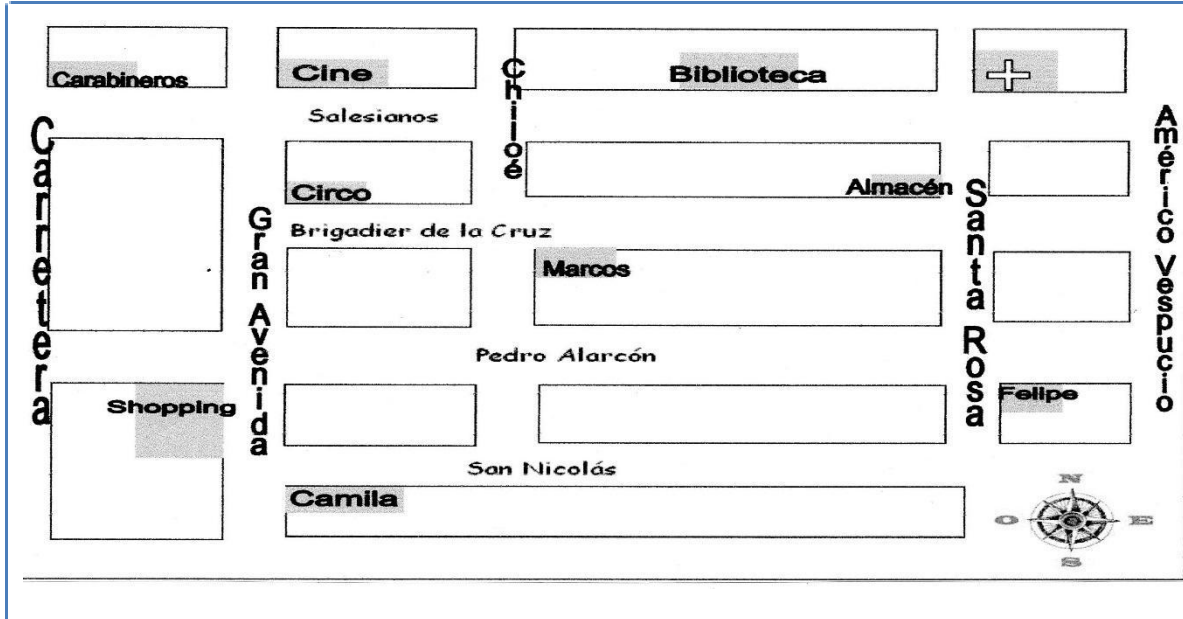 Carabineros
Cine
Biblioteca
Chiloé
Salesianos
Carretera
Américo Vespucio
Circo
Almacén
Santa Rosa
Gran Avenida
Brigadier de la Cruz
Marcos
Pedro Alarcón
Shopping
Felipe
San Nicolás
Camila
N
O
E
S